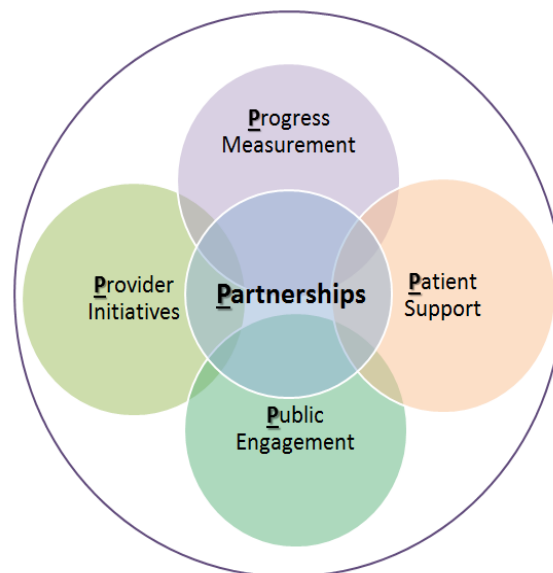 Progress
Measurement
Provider
Initiatives
Partnerships
Patient
Support
Public
Engagement